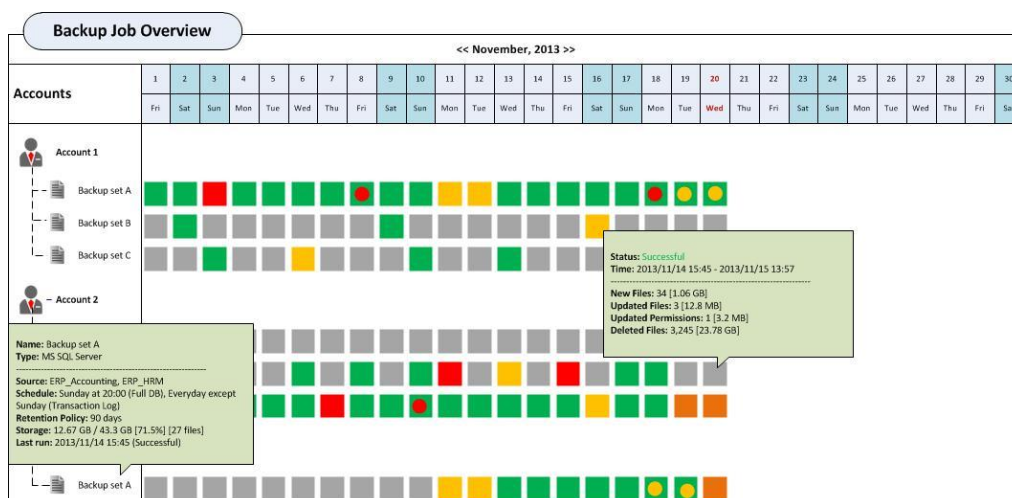 Backup Job Overview
<< November, 2013 >>
Accounts
1 2 3 4 5 6 7 8 9 10 11 12 13 14 15 16 17 18 19 20 21 22 23 24 25 26 27 28 29 30
Fri Sat Sun Mon Tue Wed Thu Fri Sat Sun Mon Tue Wed Thu Fri Sat Sun Mon Tue Wed Thu Fri Sat Sun Mon Tue Wed Thu Fri Sa
Account 1
Backup set A
Backup set B
Backup set C
Status: Successful
Time: 2013/11/14 15:45 - 2013/11/15 13:57
New Files: 34 [1.06 GB]
Updated Files: 3 [12.8 MB]
Updated Permissions: 1 [3.2 MB]
Deleted Files: 3,245 [23.78 GB]
Account 2
Name: Backup set A
Type: MS SQL Server
Source: ERP_Accounting, ERP_HRM
Schedule: Sunday at 20:00 (Full DB), Everyday except
Sunday (Transaction Log)
Retention Policy: 90 days
Storage: 12.67 GB / 43.3 GB [71.5%] [27 files]
Last run: 2013/11/14 15:45 (Successful)
Backup set A